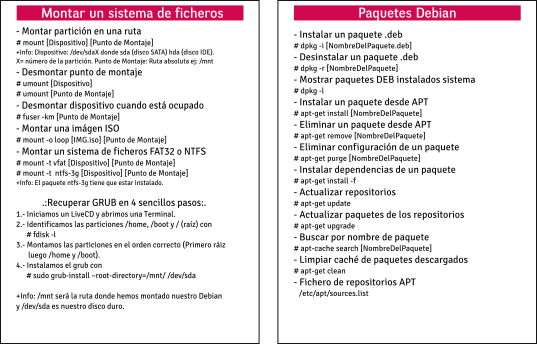 Montar un sistema de ficheros
- Montar partición en una ruta
# mount [Dispositivo] [Punto de Montaje]
+Info: Dispositivo: /dev/sdaX donde sda (disco SATA) hda (disco IDE).
X= número de la partición. Punto de Montaje: Ruta absoluta ej: /mnt
- Desmontar punto de montaje
# umount [Dispositivo]
# umount [Punto de Montaje]
- Desmontar dispositivo cuando está ocupado
# fuser -km [Punto de Montaje]
- Montar una imágen ISO
# mount -o loop [IMG.iso] [Punto de Montaje]
- Montar un sistema de ficheros FAT32 o NTFS
# mount -t vfat [Dispositivo] [Punto de Montaje]
# mount -t ntfs-3g [Dispositivo] [Punto de Montaje]
+Info: El paquete ntfs-3g tiene que estar instalado.
.:Recuperar GRUB en 4 sencillos pasos:.
1.- Iniciamos un LiveCD y abrimos una Terminal.
2.- Identificamos las particiones /home, /boot y / (raíz) con
# fdisk -l
3.- Montamos las particiones en el orden correcto (Primero ráiz
luego /home y /boot).
4.- Instalamos el grub con
# sudo grub-install –root-directory=/mnt/ /dev/sda
+Info: /mnt será la ruta donde hemos montado nuestro Debian
y /dev/sda es nuestro disco duro.
Paquetes Debian
- Instalar un paquete .deb
# dpkg -i [NombreDelPaquete.deb]
- Desinstalar un paquete .deb
# dpkg -r [NombreDelPaquete]
- Mostrar paquetes DEB instalados sistema
# dpkg -l
- Instalar un paquete desde APT
# apt-get install [NombreDelPaquete]
- Eliminar un paquete desde APT
# apt-get remove [NombreDelPaquete]
- Eliminar configuración de un paquete
# apt-get purge [NombreDelPaquete]
- Instalar dependencias de un paquete
# apt-get install -f
- Actualizar repositorios
# apt-get update
- Actualizar paquetes de los repositorios
# apt-get upgrade
- Buscar por nombre de paquete
# apt-cache search [NombreDelPaquete]
- Limpiar caché de paquetes descargados
# apt-get clean
- Fichero de repositorios APT
/etc/apt/sources.list